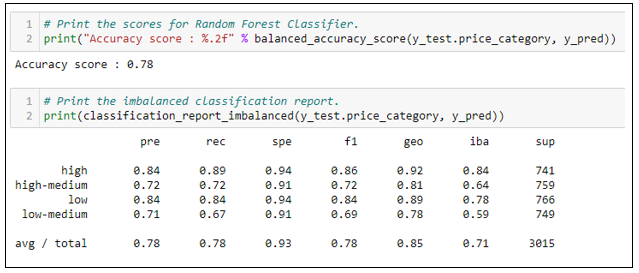 1 # Print the scores for Random Forest Classifier.
2 print("Accuracy score : %.2f" % balanced_accuracy_score(y_test.price_category, y_pred))
Accuracy score : 0.78
1 # Print the imbalanced classification report.
2 print(classification_report_imbalanced(y_test.price_category, y_pred))
pre rec spe f1 geo iba sup
high 0.84 0.89 0.94 0.86 0.92 0.84 741
high-medium 0.72 0.72 0.91 0.72 0.81 0.64 759
low 0.84 0.84 0.94 0.84 0.89 0.78 766
low-medium 0.71 0.67 0.91 0.69 0.78 0.59 749
avg / total 0.78 0.78 0.93 0.78 0.85 0.71 3015